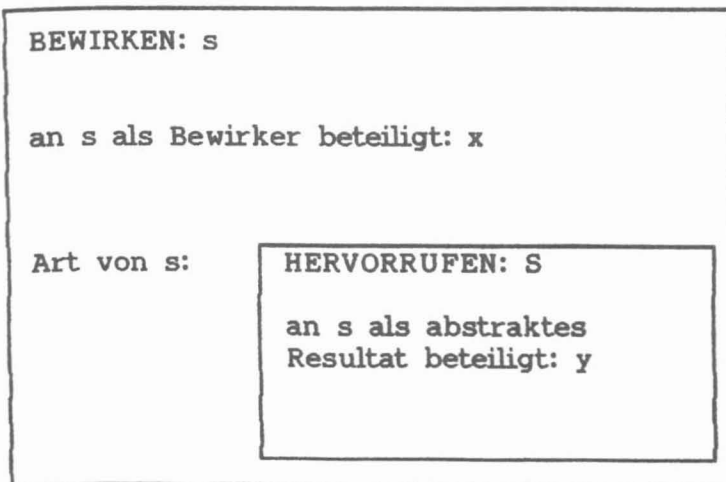 BEWIRKEN: s
an s als Bewirker beteiligt: x
Art von s:
HERVORRUFEN: S
an s als abstraktes
Resultat beteiligt: y